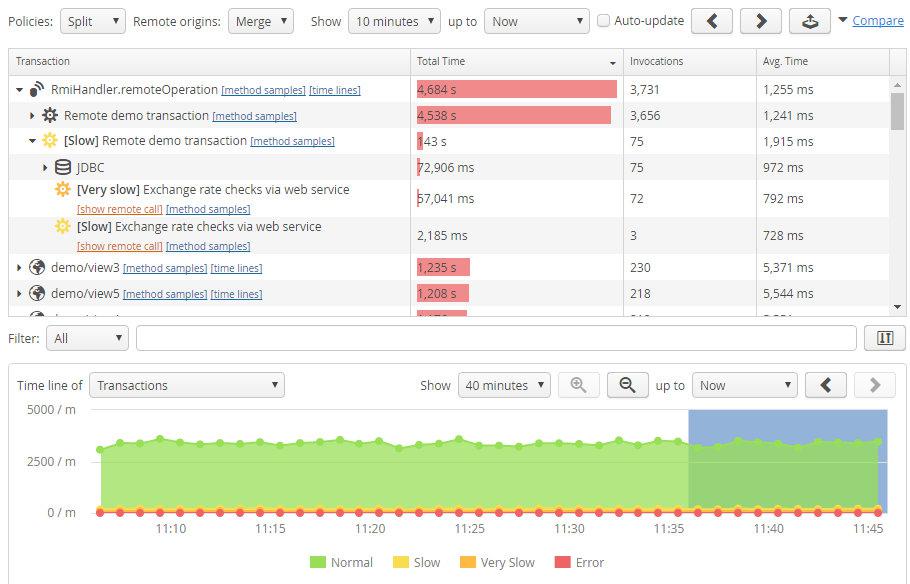 Policies: Split Remote origins: Merge Show 10 minutes up to Now Auto-update Compare
Transaction Total Time Invocations Avg. Time
RmiHandler.remoteOperation [method samples] [time lines] 4,684 s 3,731 1,255 ms
Remote demo transaction [method samples] 4,538 s 3,656 1,241 ms
[Slow] Remote demo transaction [method samples] 143 s 75 1,915 ms
JDBC 72,906 ms 75 972 ms
[Very slow] Exchange rate checks via web service
[show remote call] [method samples] 57,041 ms 72 792 ms
[Slow] Exchange rate checks via web service
[show remote call] [method samples] 2,185 ms 3 728 ms
demo/view3 [method samples] [time lines] 1,235 s 230 5,371 ms
demo/view5 [method samples] [time lines] 1,208 s 218 5,544 ms
Filter: All
Time line of Transactions Show 40 minutes up to Now
5000 / m
2500 / m
0 / m
11:10 11:15 11:20 11:25 11:30 11:35 11:40 11:45
Normal Slow Very Slow Error